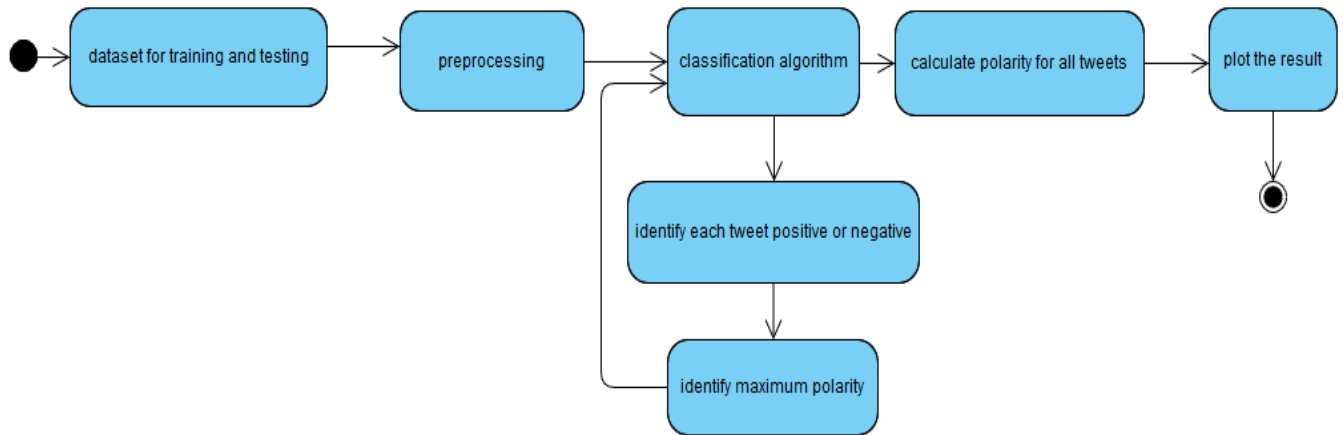 dataset for training and testing
preprocessing
classification algorithm
calculate polarity for all tweets
plot the result
identify each tweet positive or negative
identify maximum polarity